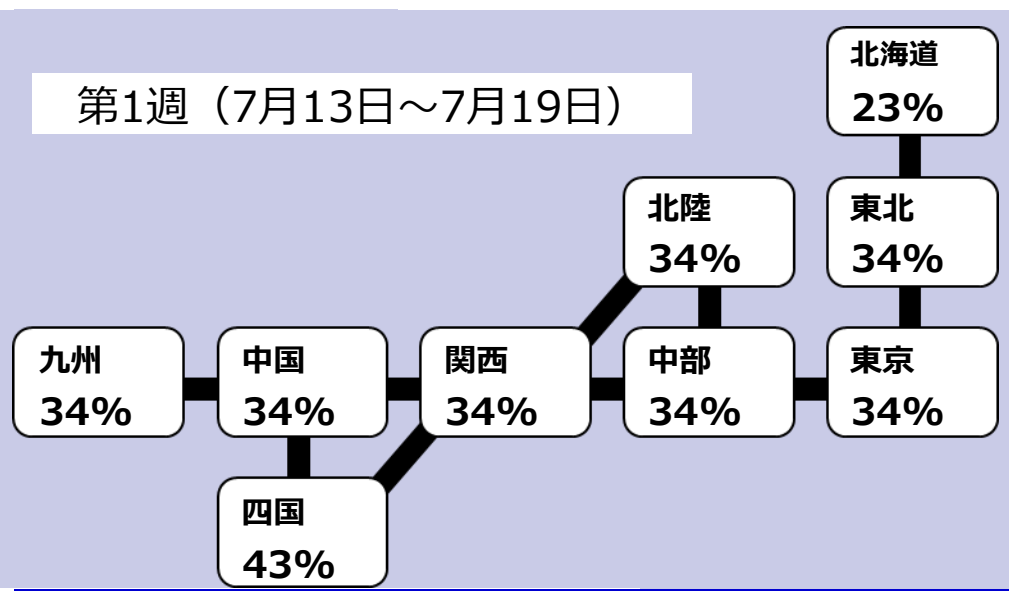 第1週（7月13日～7月19日）
北海道
23%
北陸
34%
東北
34%
九州
34%
中国
34%
関西
34%
中部
34%
東京
34%
四国
43%